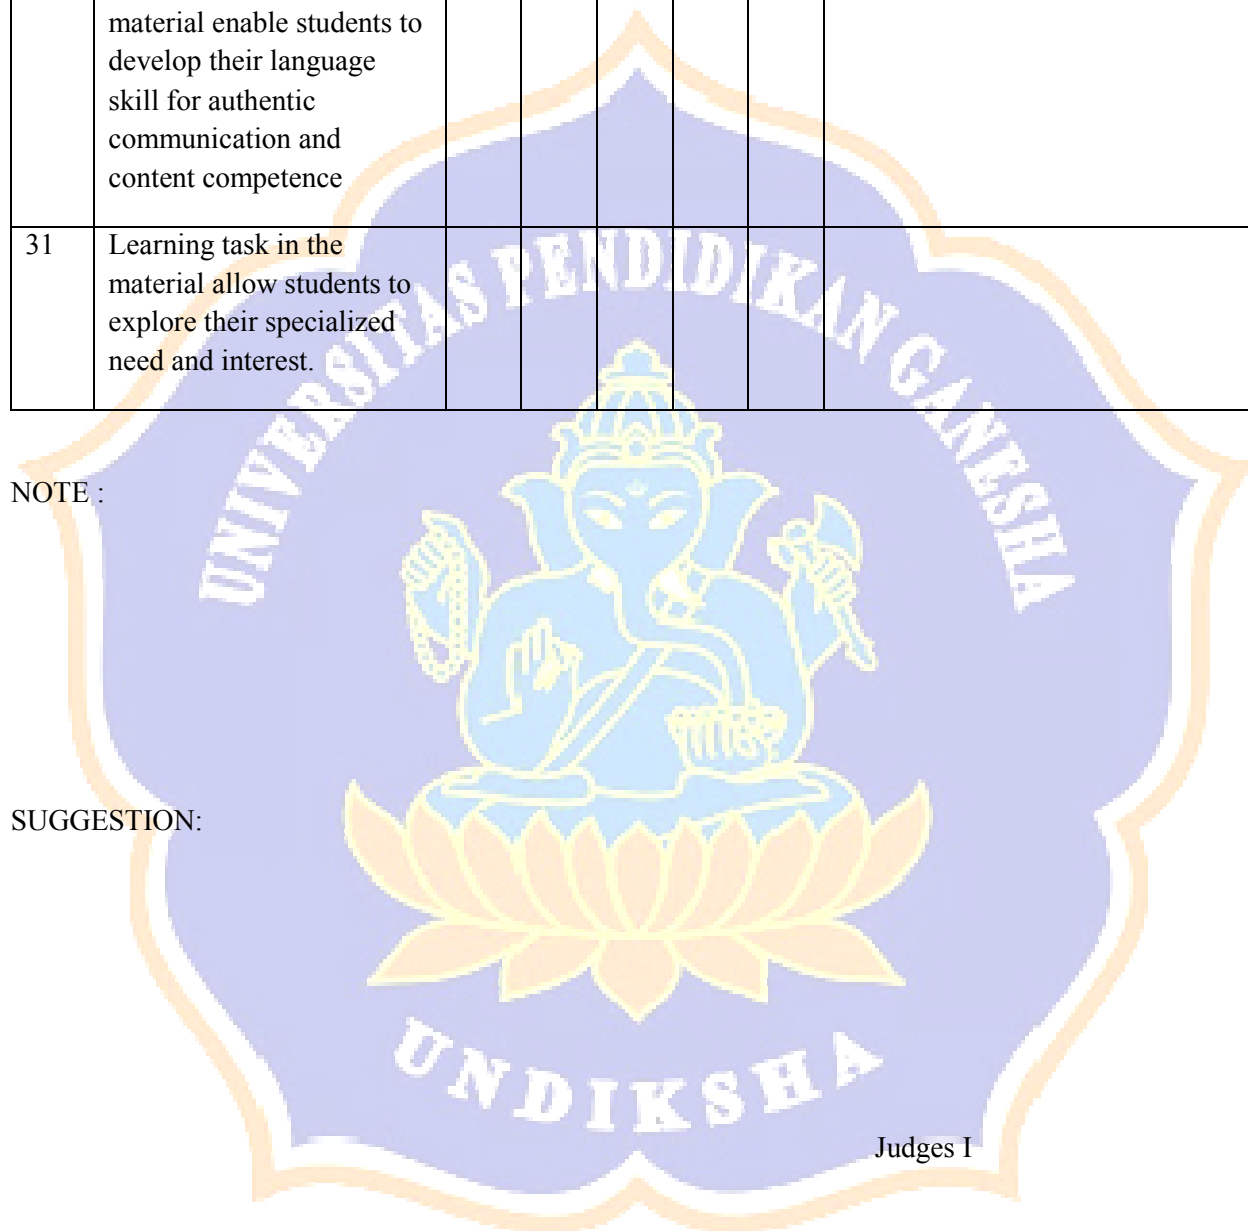 material enable students to
develop their language
skill for authentic
communication and
content competence
31 Learning task in the
material allow students to
explore their specialized
need and interest.
UNIVERSITAS PENDIDIKAN GANESHA
NOTE :
SUGGESTION:
UNDIKSHA
Judges I